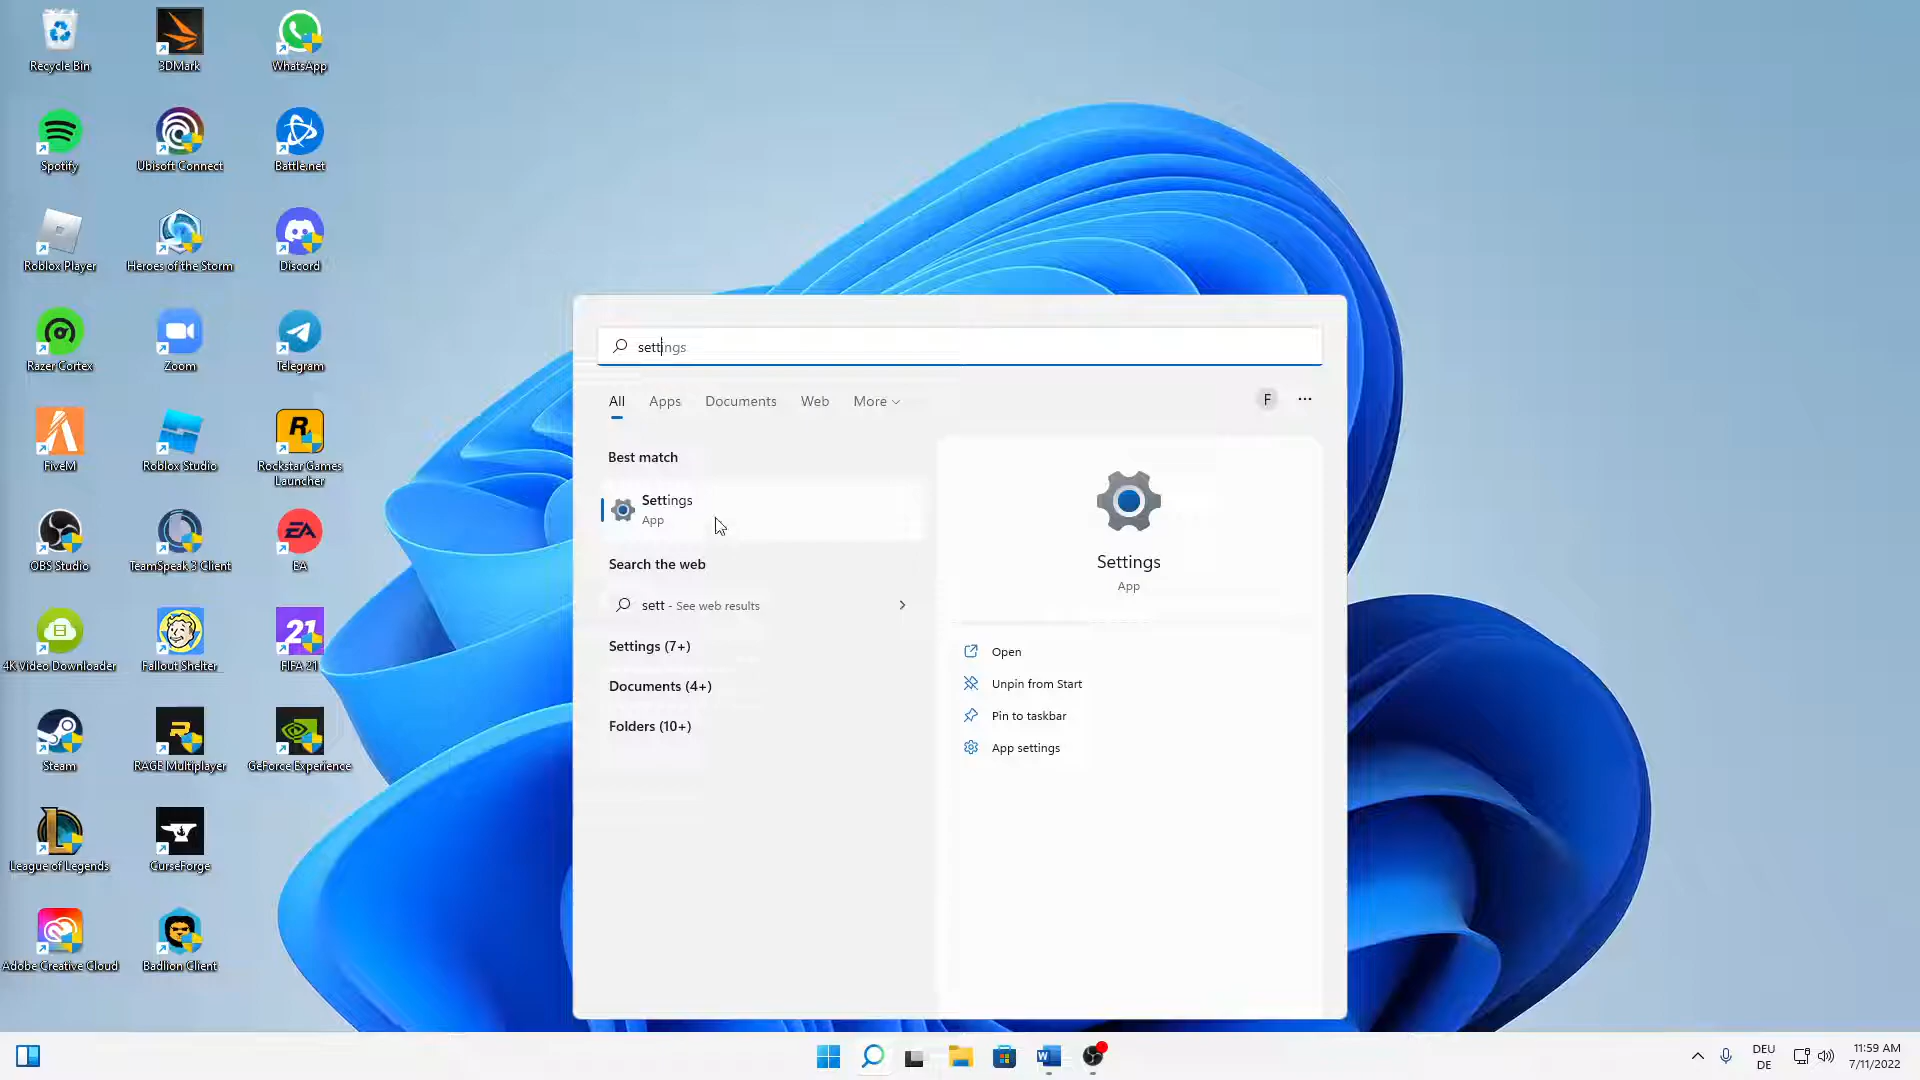 Recycle Bin
3DMark
WhatsApp
Spotify
Ubisoft Connect
Battle.net
Roblox Player
Heroes of the Storm
Discord
Razer Cortex
Zoom
Telegram
FiveM
Roblox Studio
Rockstar Games
Launcher
OBS Studio
TeamSpeak 3 Client
EA
4K Video Downloader
Fallout Shelter
FIFA 21
Steam
RAGE Multiplayer
GeForce Experience
League of Legends
CurseForge
Adobe Creative Cloud
Badlion Client
settings
All
Apps
Documents
Web
More
F
Best match
Settings
App
Search the web
sett - See web results
Settings (7+)
Documents (4+)
Folders (10+)
Settings
App
Open
Unpin from Start
Pin to taskbar
App settings
DEU
DE
11:59 AM
7/11/2022